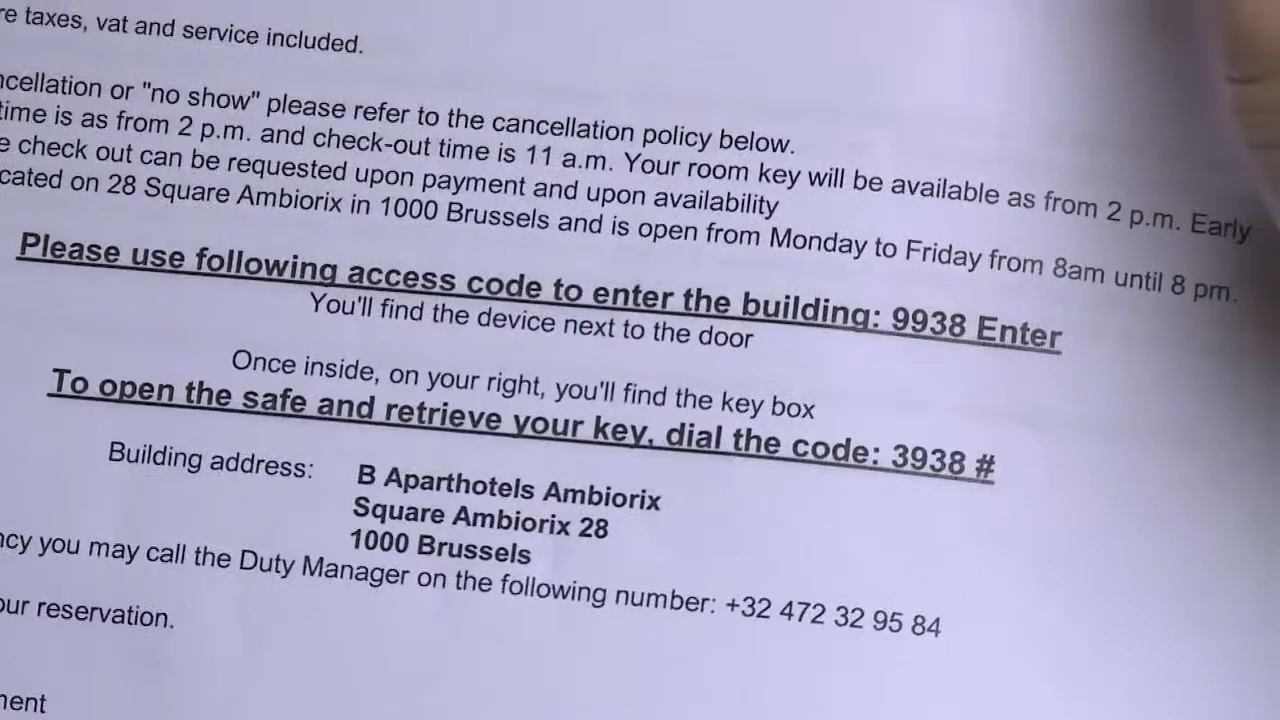 re taxes, vat and service included.
ncellation or "no show" please refer to the cancellation policy below.
time is as from 2 p.m. and check-out time is 11 a.m. Your room key will be available as from 2 p.m. Early
e check out can be requested upon payment and upon availability
cated on 28 Square Ambiorix in 1000 Brussels and is open from Monday to Friday from 8am until 8 pm.
Please use following access code to enter the building: 9938 Enter
You'll find the device next to the door
Once inside, on your right, you'll find the key box
To open the safe and retrieve your key, dial the code: 3938 #
Building address: B Aparthotels Ambiorix
Square Ambiorix 28
1000 Brussels
ncy you may call the Duty Manager on the following number: +32 472 32 95 84
our reservation.
ment